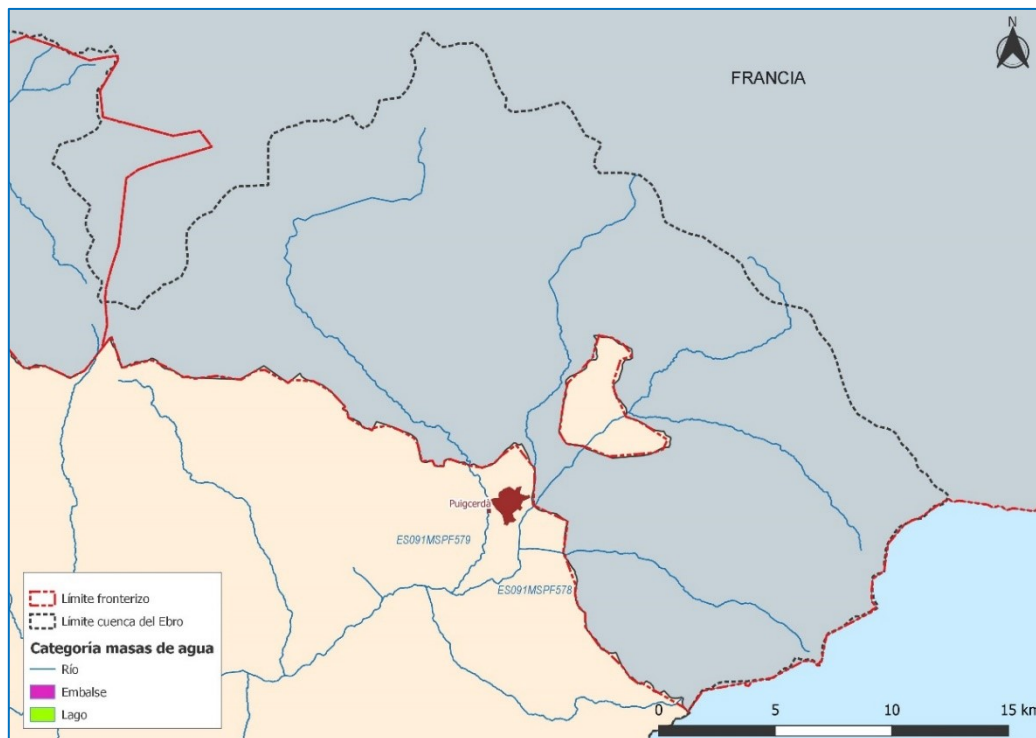 N
FRANCIA
Puigcerdá
ES091MSPF579
ES091MSPF578
Límite fronterizo
Límite cuenca del Ebro
Categoría masas de agua
Río
Embalse
Lago
0 5 10 15 km